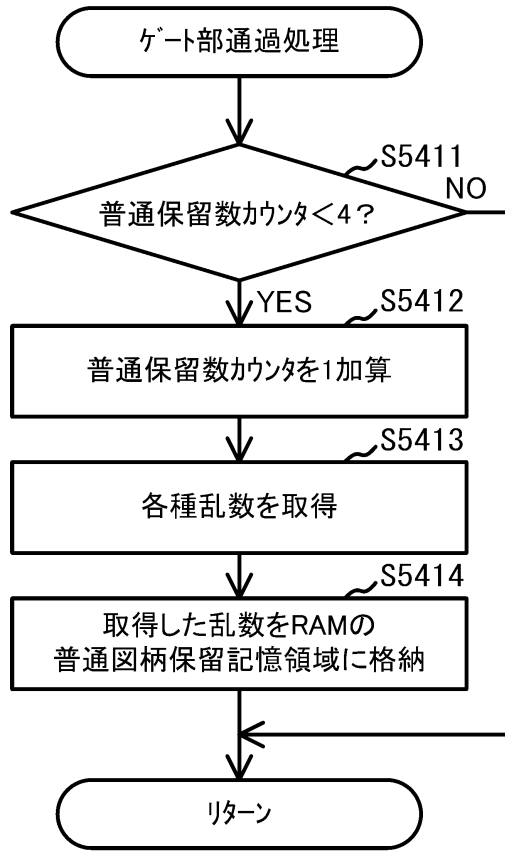 ｹﾞｰﾄ部通過処理
S5411
普通保留数ｶｳﾝﾀ＜4？
NO
YES
S5412
普通保留数ｶｳﾝﾀを1加算
S5413
各種乱数を取得
S5414
取得した乱数をRAMの
普通図柄保留記憶領域に格納
ﾘﾀｰﾝ